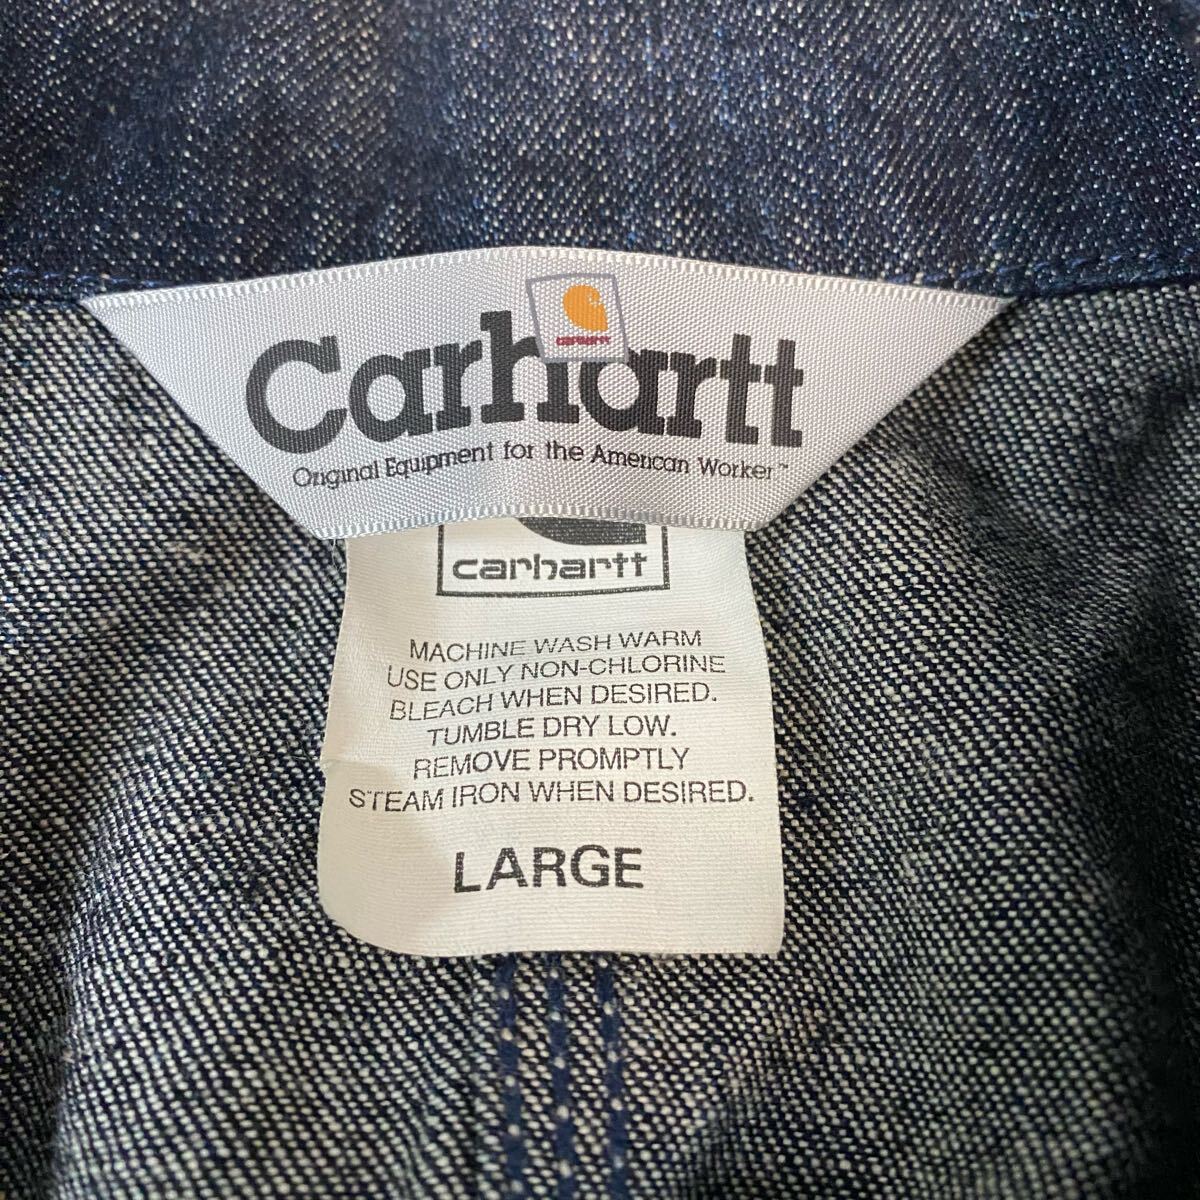 Carhartt
carhartt
Original Equipment for the American Worker™
carhartt
MACHINE WASH WARM
USE ONLY NON-CHLORINE
BLEACH WHEN DESIRED.
TUMBLE DRY LOW.
REMOVE PROMPTLY
STEAM IRON WHEN DESIRED.
LARGE